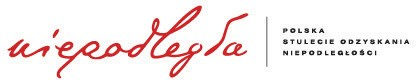 niepodległa
POLSKA
STULECIE ODZYSKANIA
NIEPODLEGŁOŚCI